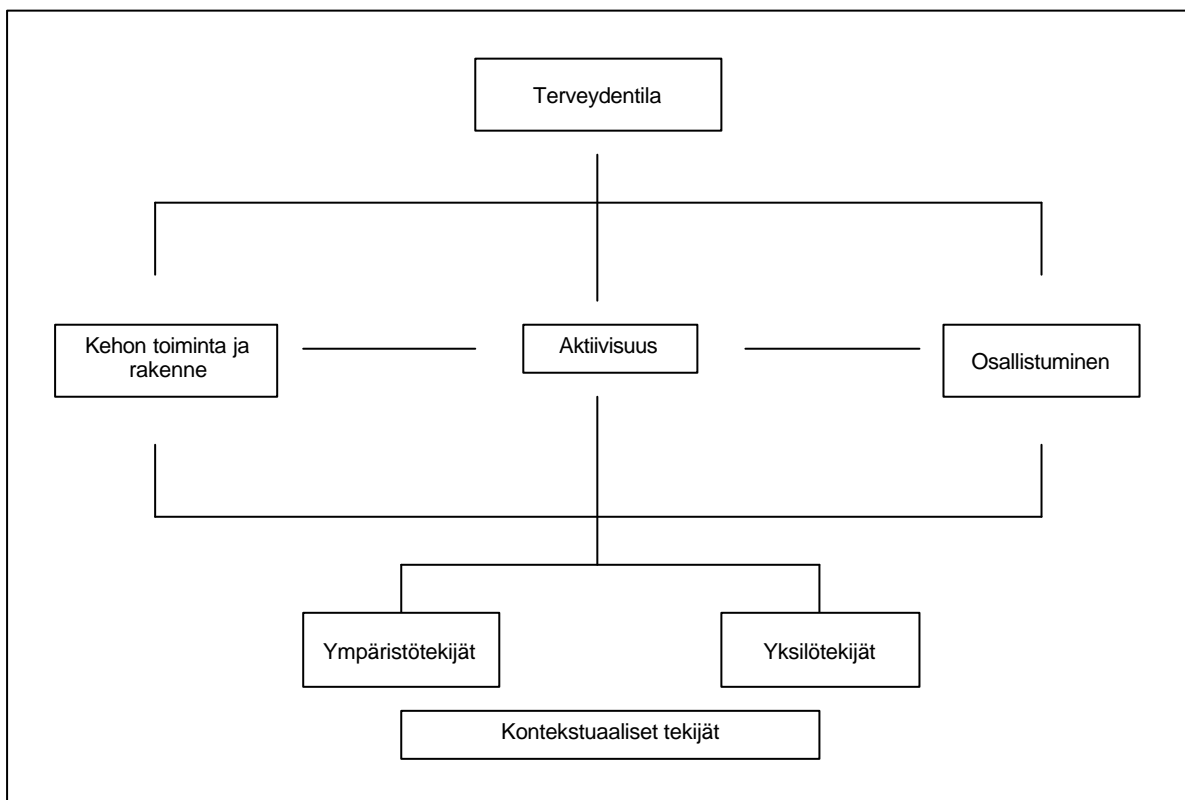 Terveydentila
Kehon toiminta ja
rakenne
Aktiivisuus
Osallistuminen
Ympäristötekijät
Yksilötekijät
Kontekstuaaliset tekijät